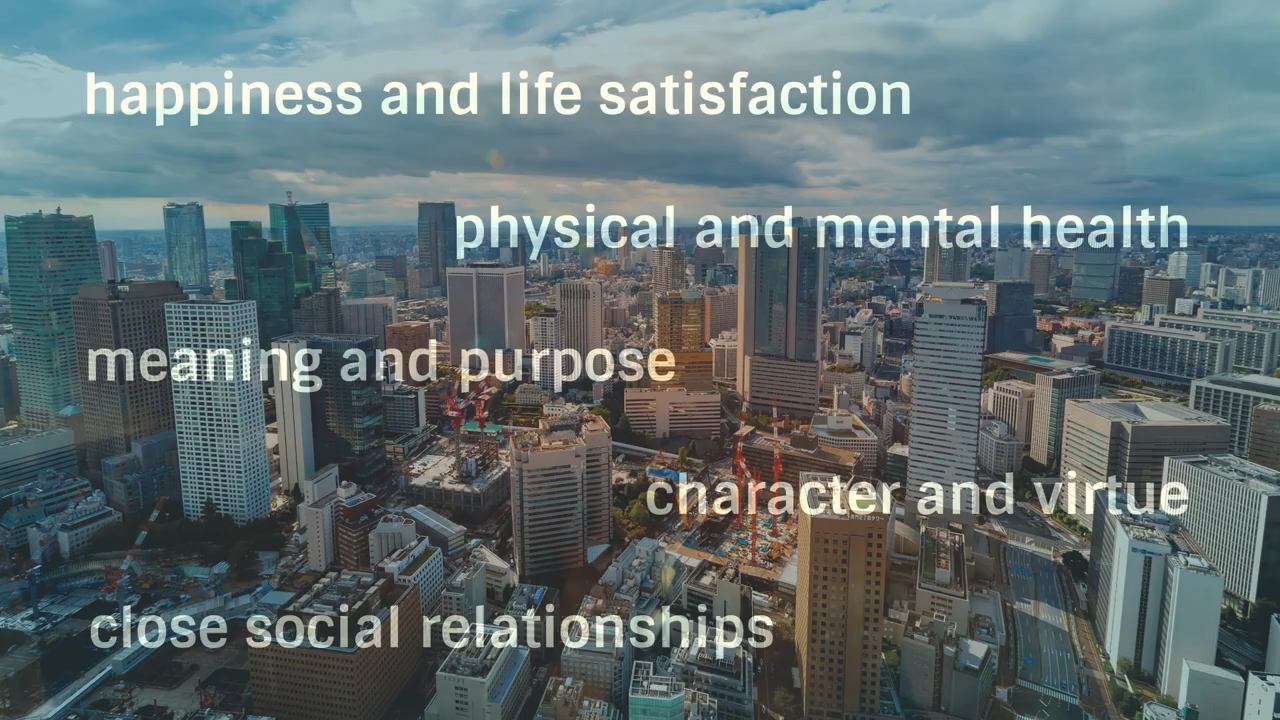 happiness and life satisfaction
physical and mental health
meaning and purpose
character and virtue
close social relationships